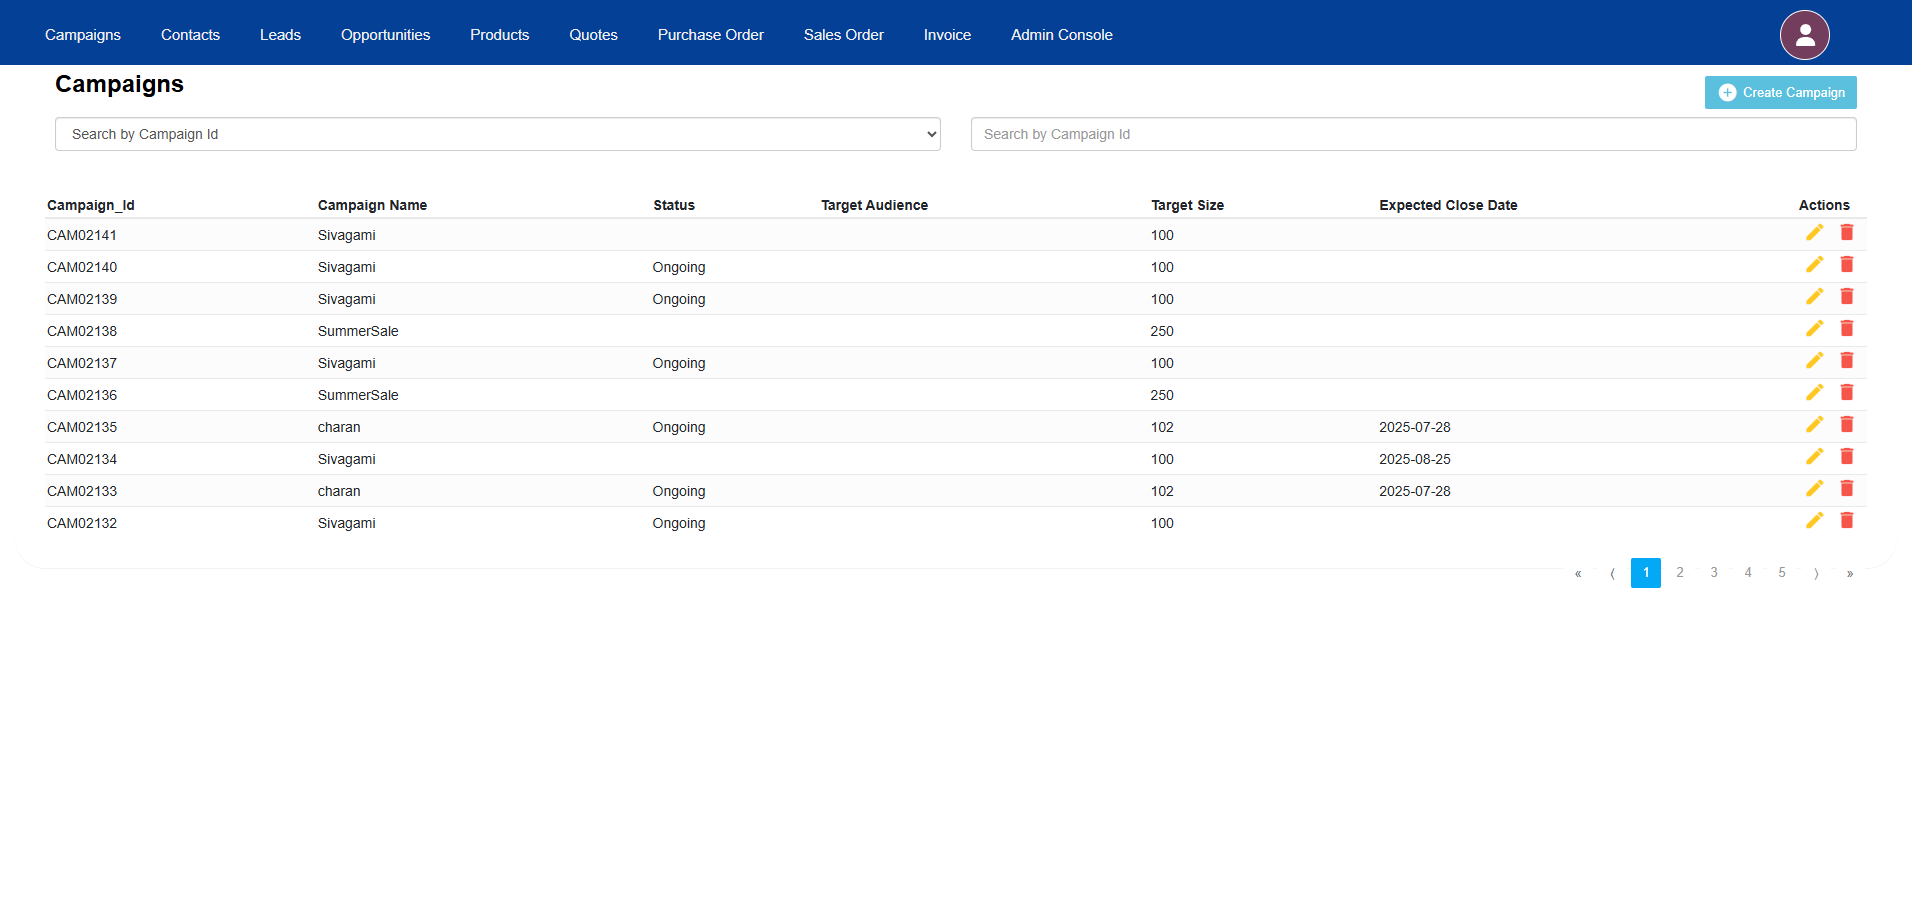 Campaigns Contacts Leads Opportunities Products Quotes Purchase Order Sales Order Invoice Admin Console
Campaigns
Create Campaign
Search by Campaign Id Search by Campaign Id
Campaign_Id Campaign Name Status Target Audience Target Size Expected Close Date Actions
CAM02141 Sivagami 100
CAM02140 Sivagami Ongoing 100
CAM02139 Sivagami Ongoing 100
CAM02138 SummerSale 250
CAM02137 Sivagami Ongoing 100
CAM02136 SummerSale 250
CAM02135 charan Ongoing 102 2025-07-28
CAM02134 Sivagami 100 2025-08-25
CAM02133 charan Ongoing 102 2025-07-28
CAM02132 Sivagami Ongoing 100
« ⟨ 1 2 3 4 5 ⟩ »